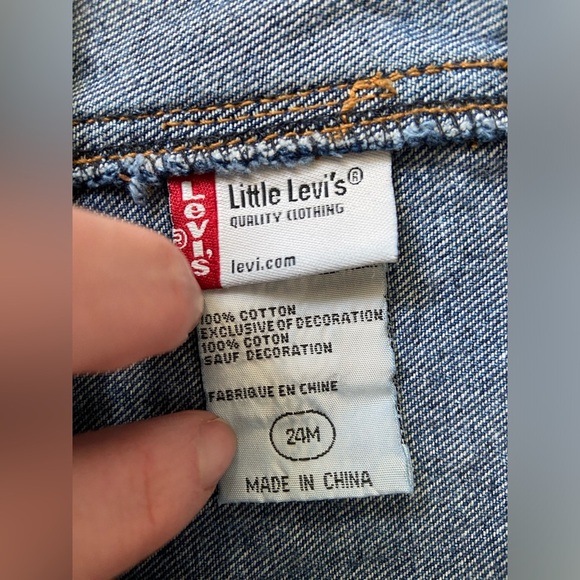 Levi's®
Little Levi's®
QUALITY CLOTHING
levi.com
100% COTTON
EXCLUSIVE OF DECORATION
100% COTON
SAUF DECORATION
FABRIQUE EN CHINE
24M
MADE IN CHINA